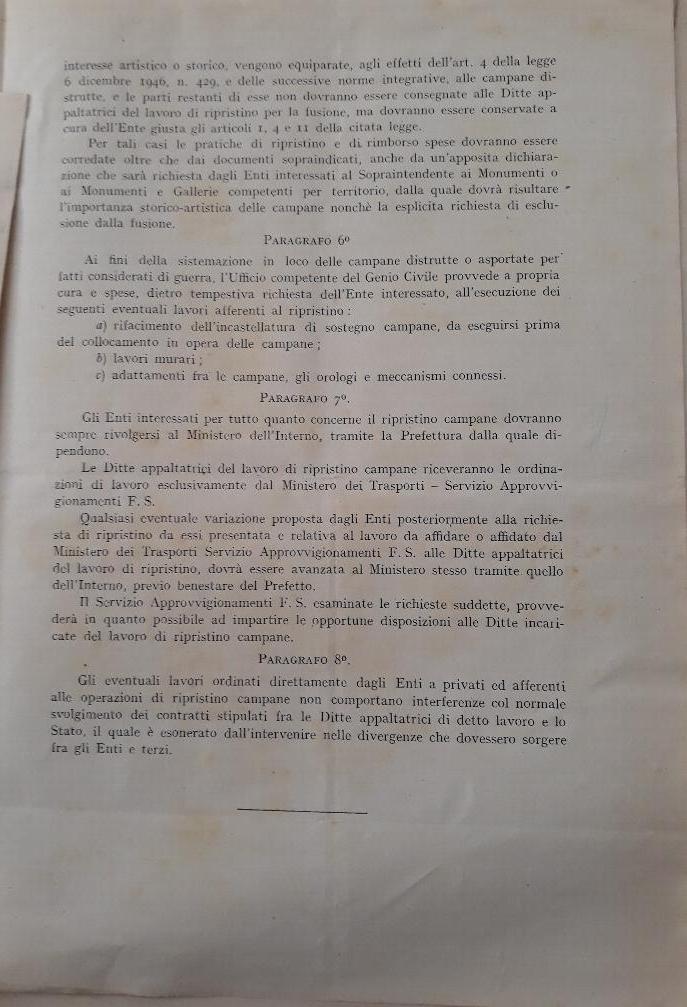 interesse artistico o storico, vengono equiparate, agli effetti dell'art. 4 della legge
6 dicembre 1946, n. 429, e delle successive norme integrative, alle campane di-
strutte, e le parti restanti di esse non dovranno essere consegnate alle Ditte ap-
paltatrici del lavoro di ripristino per la fusione, ma dovranno essere conservate a
cura dell'Ente giusta gli articoli 1, 4 e 11 della citata legge.
Per tali casi le pratiche di ripristino e di rimborso spese dovranno essere
corredate oltre che dai documenti sopraindicati, anche da un'apposita dichiara-
zione che sarà richiesta dagli Enti interessati al Sopraintendente ai Monumenti o
ai Monumenti e Gallerie competenti per territorio, dalla quale dovrà risultare
l'importanza storico-artistica delle campane nonchè la esplicita richiesta di esclu-
sione dalla fusione.
PARAGRAFO 6º
Ai fini della sistemazione in loco delle campane distrutte o asportate per
fatti considerati di guerra, l'Ufficio competente del Genio Civile provvede a propria
cura e spese, dietro tempestiva richiesta dell'Ente interessato, all'esecuzione dei
seguenti eventuali lavori afferenti al ripristino :
a) rifacimento dell'incastellatura di sostegno campane, da eseguirsi prima
del collocamento in opera delle campane ;
b) lavori murari ;
c) adattamenti fra le campane, gli orologi e meccanismi connessi.
PARAGRAFO 7º.
Gli Enti interessati per tutto quanto concerne il ripristino campane dovranno
sempre rivolgersi al Ministero dell'Interno, tramite la Prefettura dalla quale di-
pendono.
Le Ditte appaltatrici del lavoro di ripristino campane riceveranno le ordina-
zioni di lavoro esclusivamente dal Ministero dei Trasporti – Servizio Approvvi-
gionamenti F. S.
Qualsiasi eventuale variazione proposta dagli Enti posteriormente alla richie-
sta di ripristino da essi presentata e relativa al lavoro da affidare o affidato dal
Ministero dei Trasporti Servizio Approvvigionamenti F. S. alle Ditte appaltatrici
del lavoro di ripristino, dovrà essere avanzata al Ministero stesso tramite quello
dell'Interno, previo benestare del Prefetto.
Il Servizio Approvvigionamenti F. S. esaminate le richieste suddette, provve-
derà in quanto possibile ad impartire le opportune disposizioni alle Ditte incari-
cate del lavoro di ripristino campane.
PARAGRAFO 8º.
Gli eventuali lavori ordinati direttamente dagli Enti a privati ed afferenti
alle operazioni di ripristino campane non comportano interferenze col normale
svolgimento dei contratti stipulati fra le Ditte appaltatrici di detto lavoro e lo
Stato, il quale è esonerato dall'intervenire nelle divergenze che dovessero sorgere
fra gli Enti e terzi.